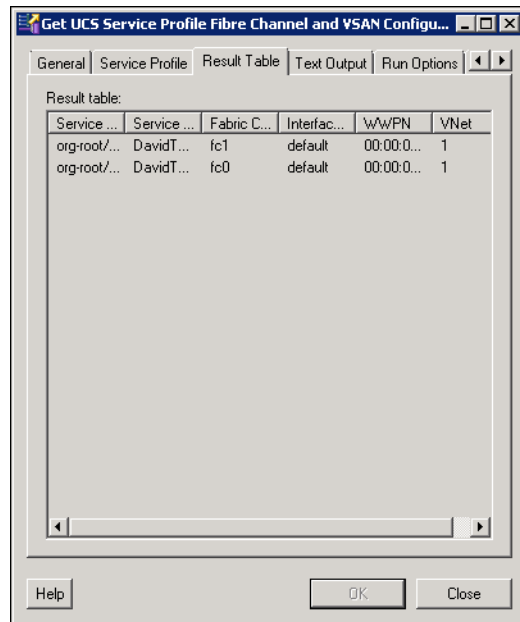 Get UCS Service Profile Fibre Channel and VSAN Configu...
General Service Profile Result Table Text Output Run Options
Result table:
Service ... Service ... Fabric C... Interfac... WWPN VNet
org-root/... DavidT... fc1 default 00:00:0... 1
org-root/... DavidT... fc0 default 00:00:0... 1
Help OK Close